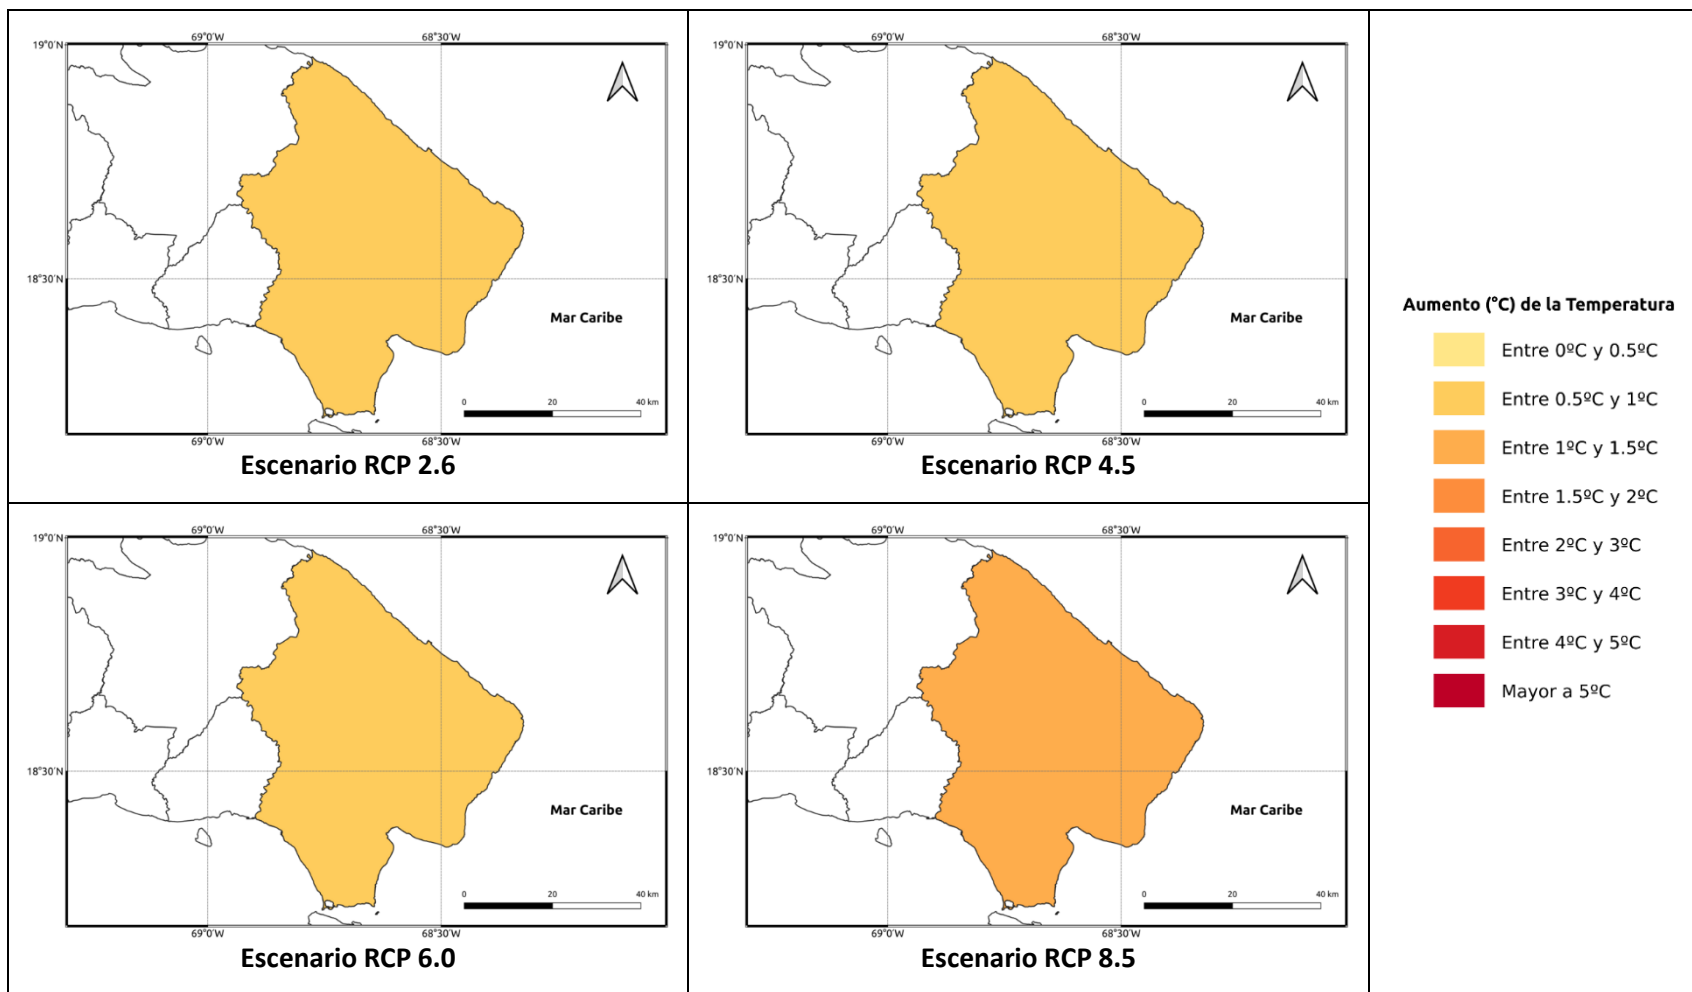 69°0'W 68°30'W
19°0'N
18°30'N
Mar Caribe
0 20 40 km
69°0'W 68°30'W
Escenario RCP 2.6
69°0'W 68°30'W
19°0'N
18°30'N
Mar Caribe
0 20 40 km
69°0'W 68°30'W
Escenario RCP 4.5
69°0'W 68°30'W
19°0'N
18°30'N
Mar Caribe
0 20 40 km
69°0'W 68°30'W
Escenario RCP 6.0
69°0'W 68°30'W
19°0'N
18°30'N
Mar Caribe
0 20 40 km
69°0'W 68°30'W
Escenario RCP 8.5
Aumento (°C) de la Temperatura
Entre 0ºC y 0.5ºC
Entre 0.5ºC y 1ºC
Entre 1ºC y 1.5ºC
Entre 1.5ºC y 2ºC
Entre 2ºC y 3ºC
Entre 3ºC y 4ºC
Entre 4ºC y 5ºC
Mayor a 5ºC